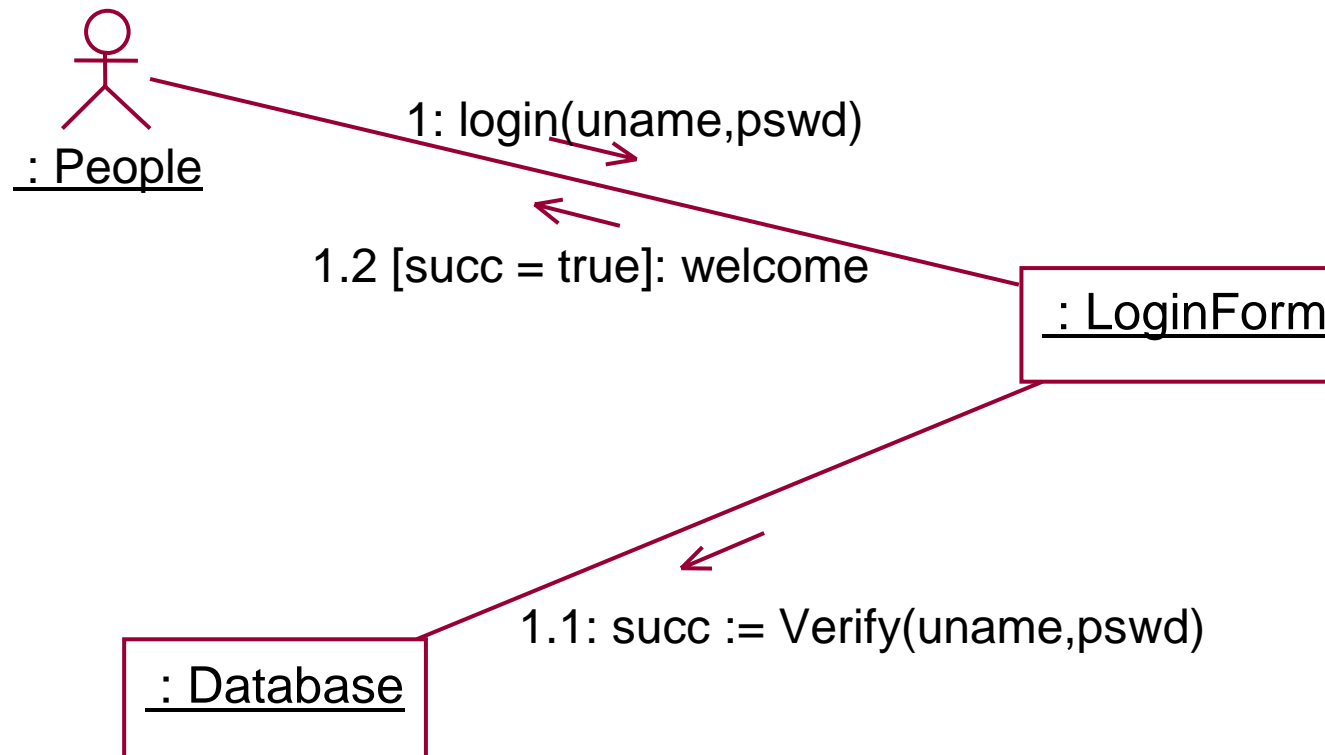 1: login(uname,pswd)
: People
1.2 [succ = true]: welcome
: LoginForm
1.1: succ := Verify(uname,pswd)
: Database